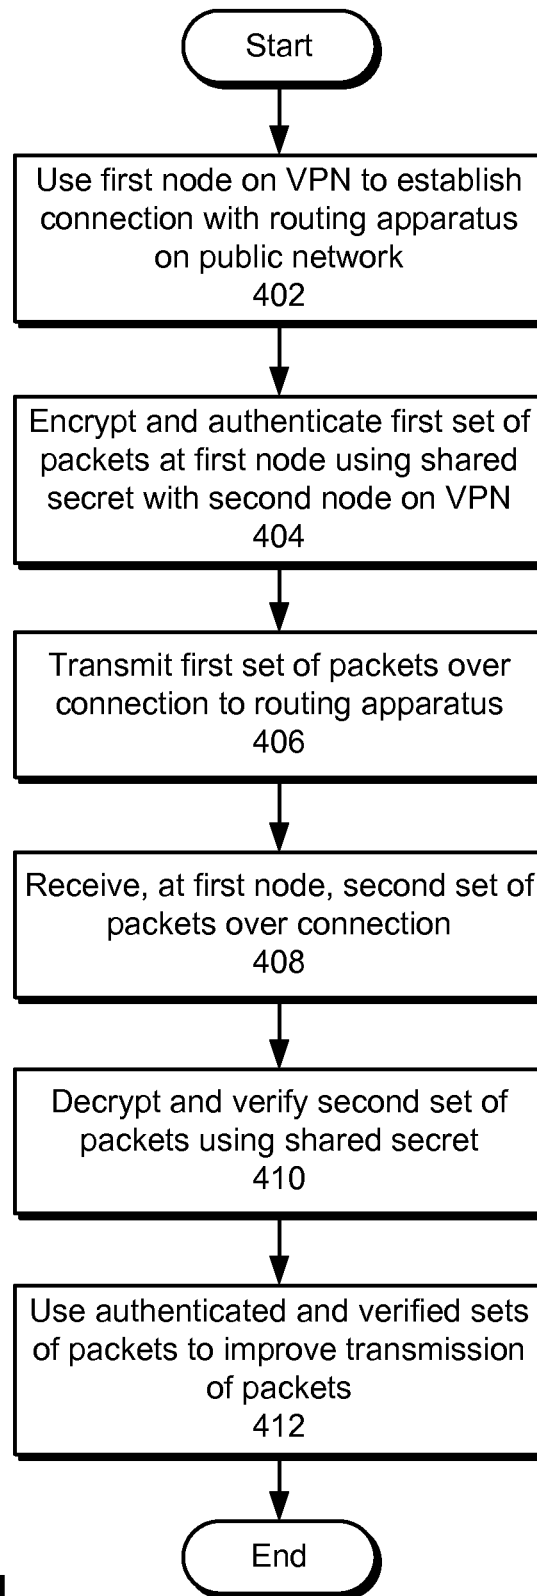 Start
Use first node on VPN to establish
connection with routing apparatus
on public network
402
Encrypt and authenticate first set of
packets at first node using shared
secret with second node on VPN
404
Transmit first set of packets over
connection to routing apparatus
406
Receive, at first node, second set of
packets over connection
408
Decrypt and verify second set of
packets using shared secret
410
Use authenticated and verified sets
of packets to improve transmission
of packets
412
End